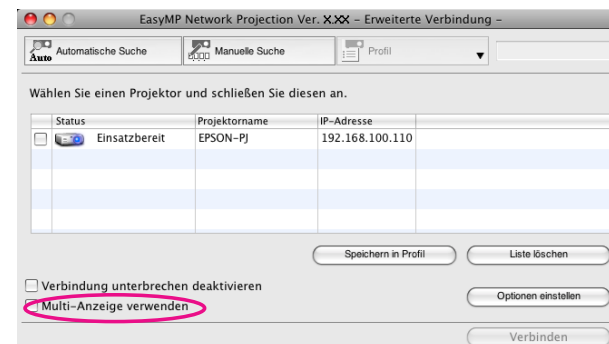 EasyMP Network Projection Ver. X.XX – Erweiterte Verbindung –
Auto Automatische Suche Manuelle Suche Profil
Wählen Sie einen Projektor und schließen Sie diesen an.
Status Projektorname IP-Adresse
Einsatzbereit EPSON-PJ 192.168.100.110
Speichern in Profil Liste löschen
Verbindung unterbrechen deaktivieren
Optionen einstellen
Multi-Anzeige verwenden
Verbinden